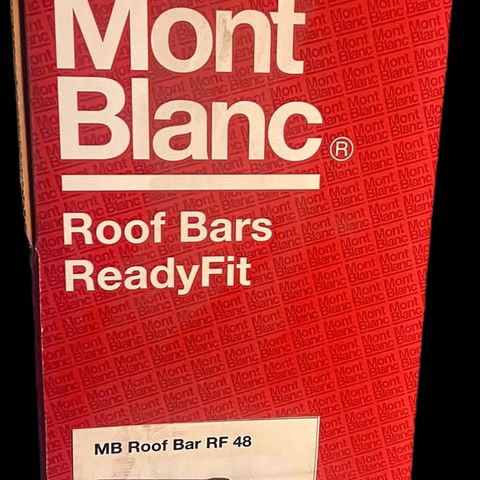 Mont
Blanc®
Roof Bars
ReadyFit
MB Roof Bar RF 48